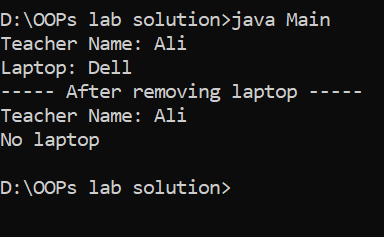 D:\OOPs lab solution>java Main
Teacher Name: Ali
Laptop: Dell
----- After removing laptop -----
Teacher Name: Ali
No laptop
D:\OOPs lab solution>